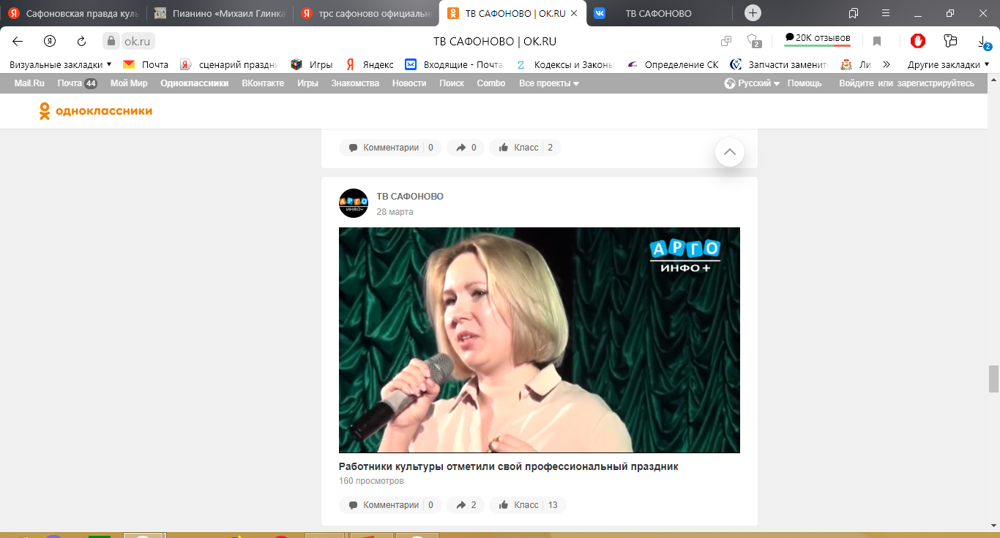 Сафоновская правда куль
Пианино «Михаил Глинка
трс сафоново официальн
ТВ САФОНОВО | OK.RU
ТВ САФОНОВО
ok.ru
ТВ САФОНОВО | OK.RU
2
20K отзывов
2
Визуальные закладки
Почта
сценарий праздни
Игры
Яндекс
Входящие - Почта
Кодексы и Законы
Определение СК
Запчасти заменит
Ли
Другие закладки
Mail.Ru
Почта 44
Мой Мир
Одноклассники
ВКонтакте
Игры
Знакомства
Новости
Поиск
Combo
Все проекты
Русский
Помощь
Войдите или зарегистрируйтесь
одноклассники
Комментарии 0
0
Класс 2
АРГО
ИНФО+
ТВ САФОНОВО
28 марта
АРГО
ИНФО+
Работники культуры отметили свой профессиональный праздник
160 просмотров
Комментарии 0
2
Класс 13